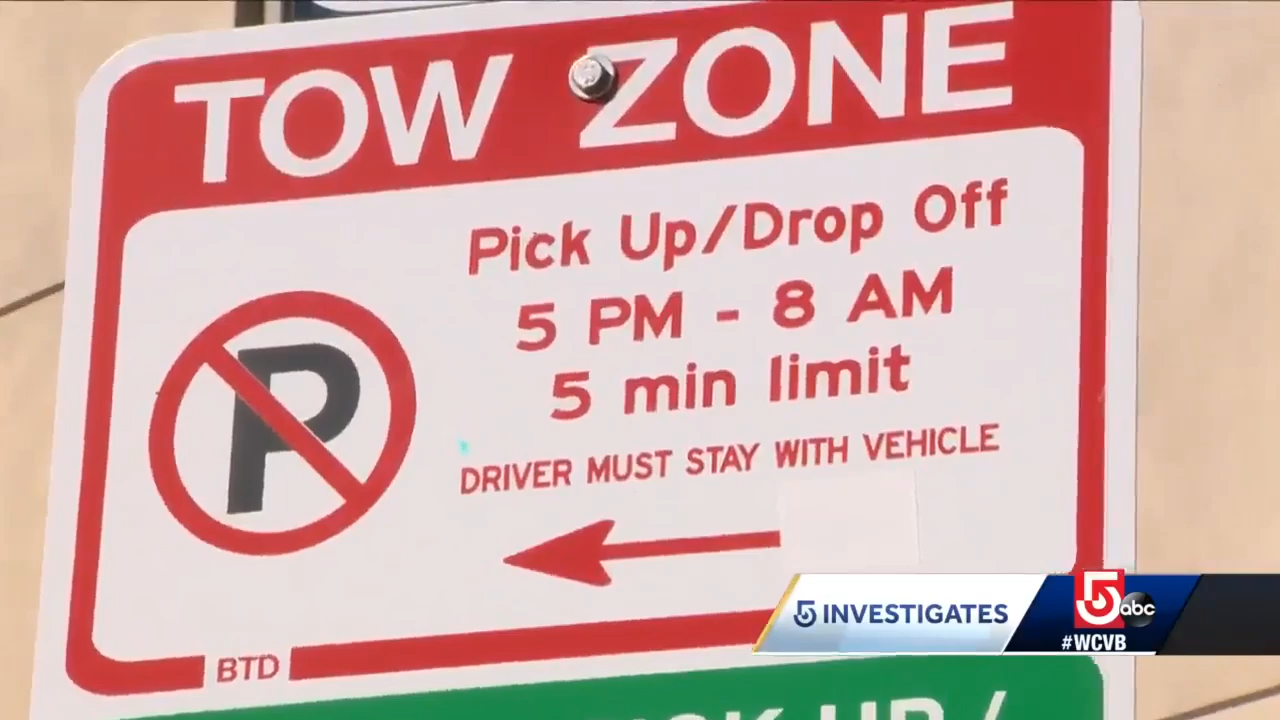 TOW ZONE
P
Pick Up/Drop Off
5 PM - 8 AM
5 min limit
DRIVER MUST STAY WITH VEHICLE
BTD
5 INVESTIGATES
5 abc
#WCVB
UP/